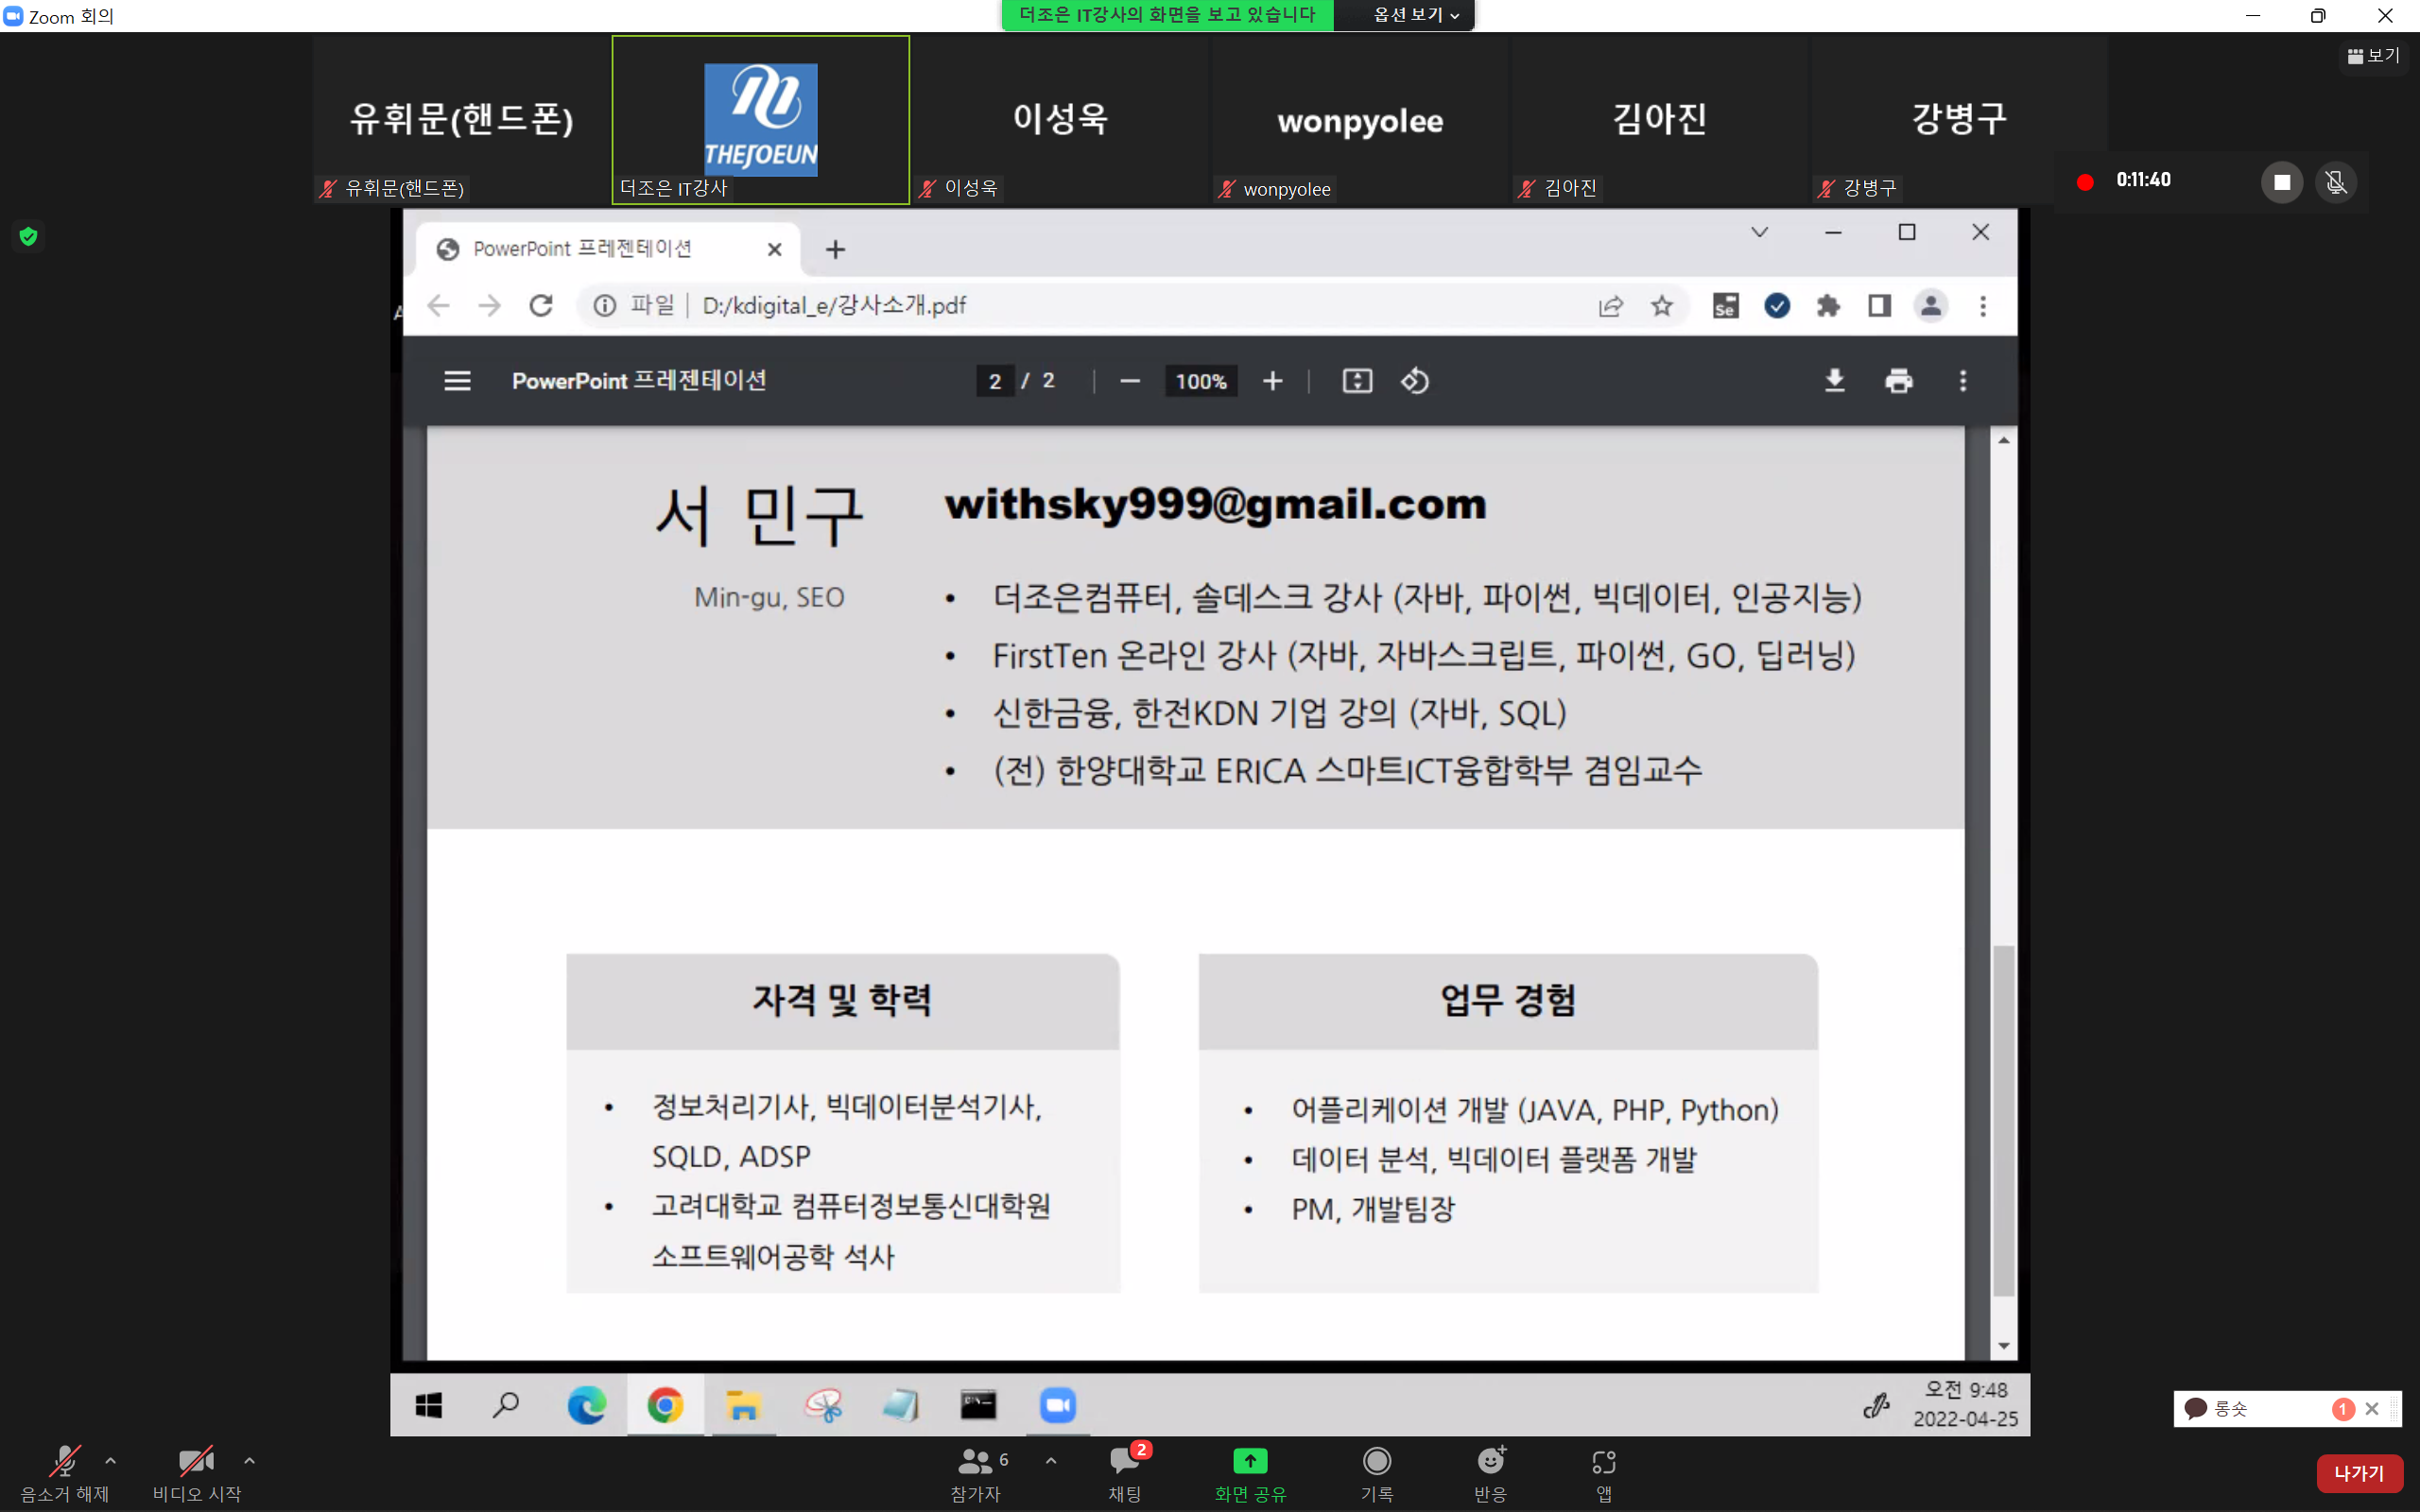 Zoom 회의
더조은 IT강사의 화면을 보고 있습니다
옵션 보기
보기
유휘문(핸드폰)
THEJOEUN
이성욱
wonpyolee
김아진
강병구
유휘문(핸드폰)
더조은 IT강사
이성욱
wonpyolee
김아진
강병구
0:11:40
PowerPoint 프레젠테이션
파일
D:/kdigital_e/강사소개.pdf
Se
PowerPoint 프레젠테이션
2 / 2
100%
서 민구
withsky999@gmail.com
Min-gu, SEO
• 더조은컴퓨터, 솔데스크 강사 (자바, 파이썬, 빅데이터, 인공지능)
• FirstTen 온라인 강사 (자바, 자바스크립트, 파이썬, GO, 딥러닝)
• 신한금융, 한전KDN 기업 강의 (자바, SQL)
• (전) 한양대학교 ERICA 스마트ICT융합학부 겸임교수
자격 및 학력
• 정보처리기사, 빅데이터분석기사,
SQLD, ADSP
• 고려대학교 컴퓨터정보통신대학원
소프트웨어공학 석사
업무 경험
• 어플리케이션 개발 (JAVA, PHP, Python)
• 데이터 분석, 빅데이터 플랫폼 개발
• PM, 개발팀장
오전 9:48
2022-04-25
롱숏
1
음소거 해제
비디오 시작
6
참가자
2
채팅
화면 공유
기록
반응
앱
나가기